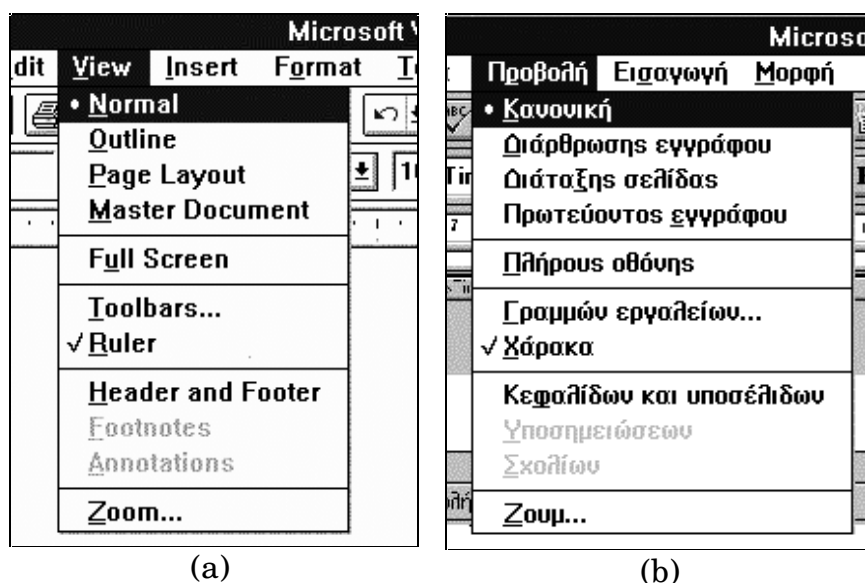 Microsoft
dit View Insert Format
• Normal
Outline
Page Layout
Master Document
Full Screen
Toolbars...
√ Ruler
Header and Footer
Footnotes
Annotations
Zoom...
(a)
Microso
Προβολή Εισαγωγή Μορφή
• Κανονική
Διάρθρωσης εγγράφου
Διάταξης σελίδας
Πρωτεύοντος εγγράφου
Πλήρους οθόνης
Γραμμών εργαλείων...
√ Χάρακα
Κεφαλίδων και υποσέλιδων
Υποσημειώσεων
Σχολίων
Ζουμ...
(b)